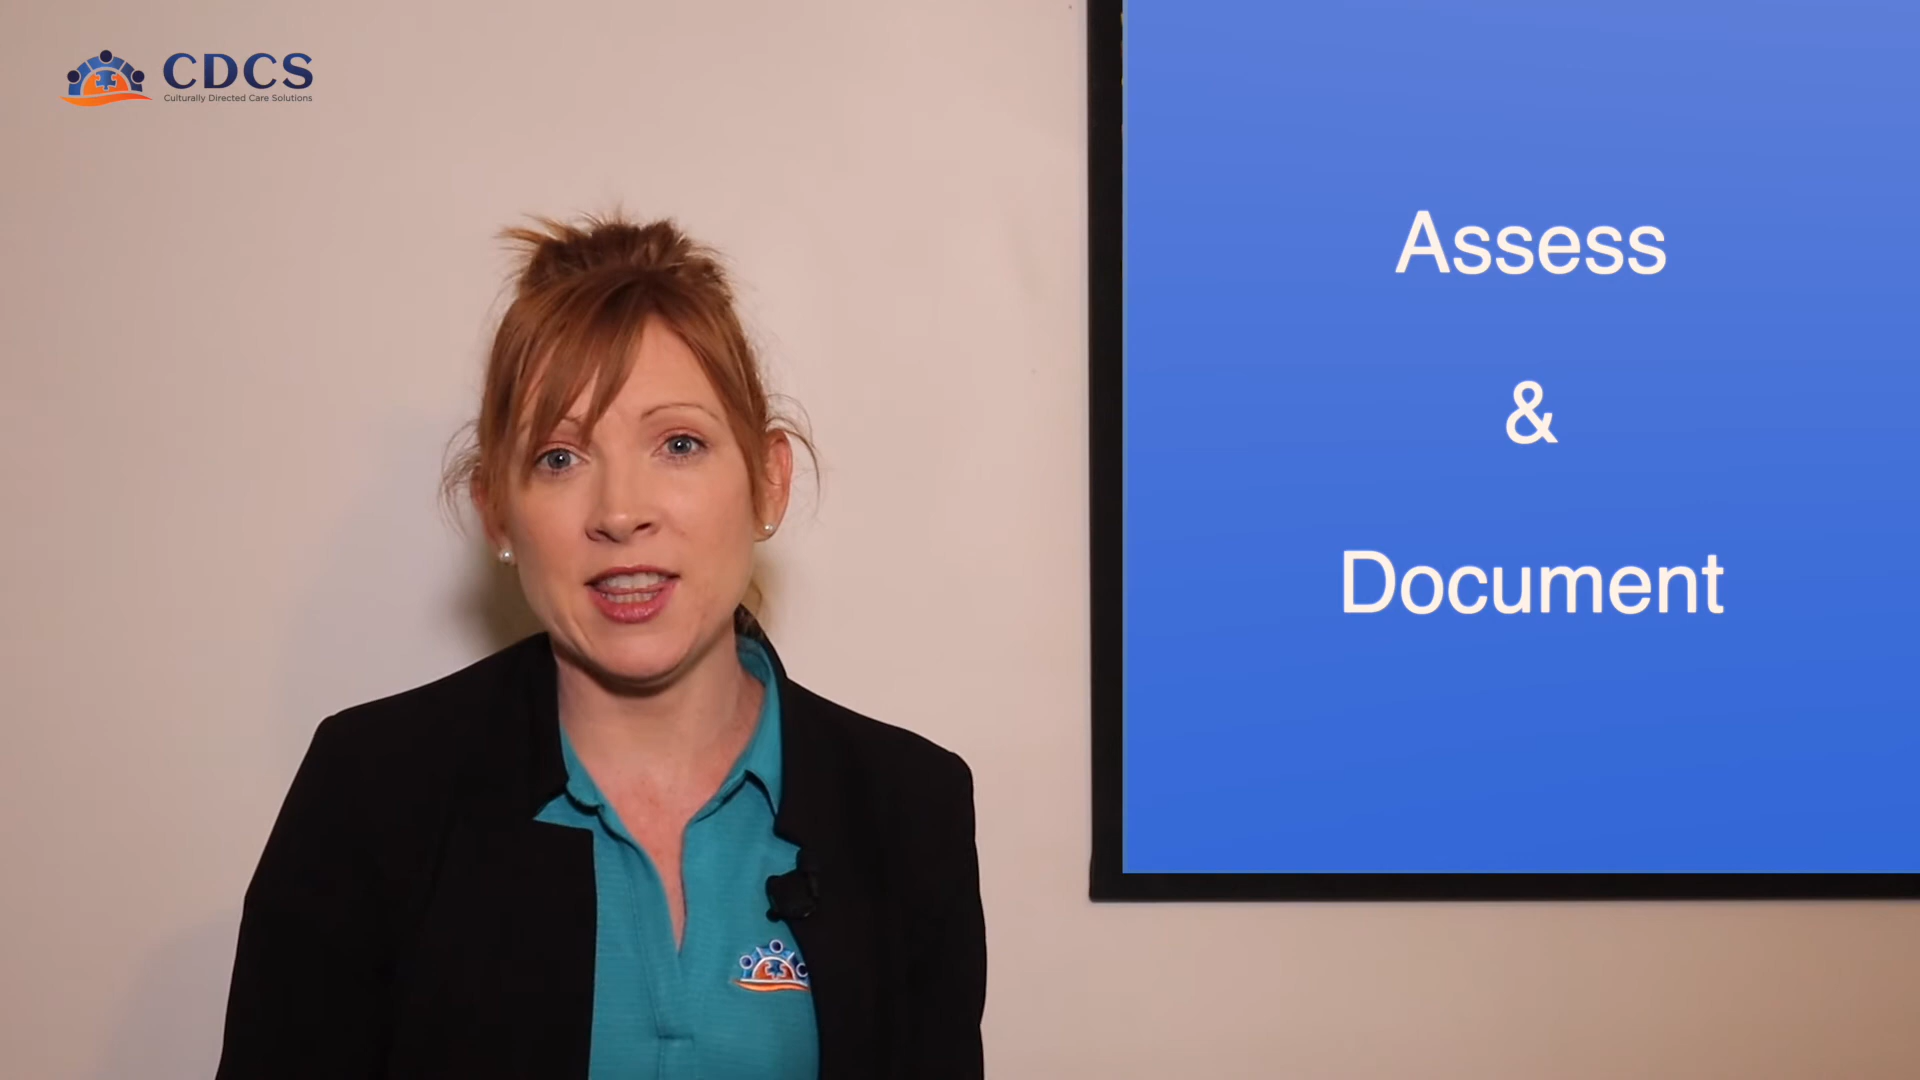 CDCS
Culturally Directed Care Solutions
Assess
&
Document